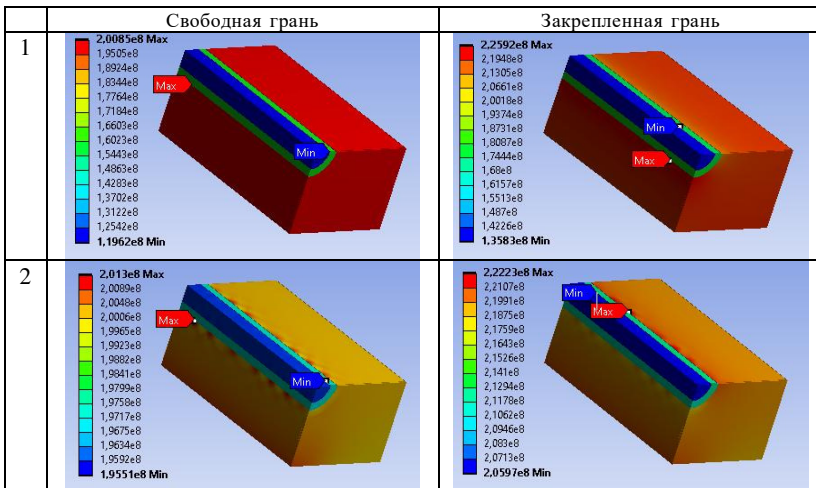 Свободная грань
Закрепленная грань
1
2,0085e8 Max
1,9505e8
1,8924e8
1,8344e8
1,7764e8
1,7184e8
1,6603e8
1,6023e8
1,5443e8
1,4863e8
1,4283e8
1,3702e8
1,3122e8
1,2542e8
1,1962e8 Min
Max
Min
2,2592e8 Max
2,1948e8
2,1305e8
2,0661e8
2,0018e8
1,9374e8
1,8731e8
1,8087e8
1,7444e8
1,68e8
1,6157e8
1,5513e8
1,487e8
1,4226e8
1,3583e8 Min
Min
Max
2
2,013e8 Max
2,0089e8
2,0048e8
2,0006e8
1,9965e8
1,9923e8
1,9882e8
1,9841e8
1,9799e8
1,9758e8
1,9717e8
1,9675e8
1,9634e8
1,9592e8
1,9551e8 Min
Max
Min
2,2223e8 Max
2,2107e8
2,1991e8
2,1875e8
2,1759e8
2,1643e8
2,1526e8
2,141e8
2,1294e8
2,1178e8
2,1062e8
2,0946e8
2,083e8
2,0713e8
2,0597e8 Min
Min
Max